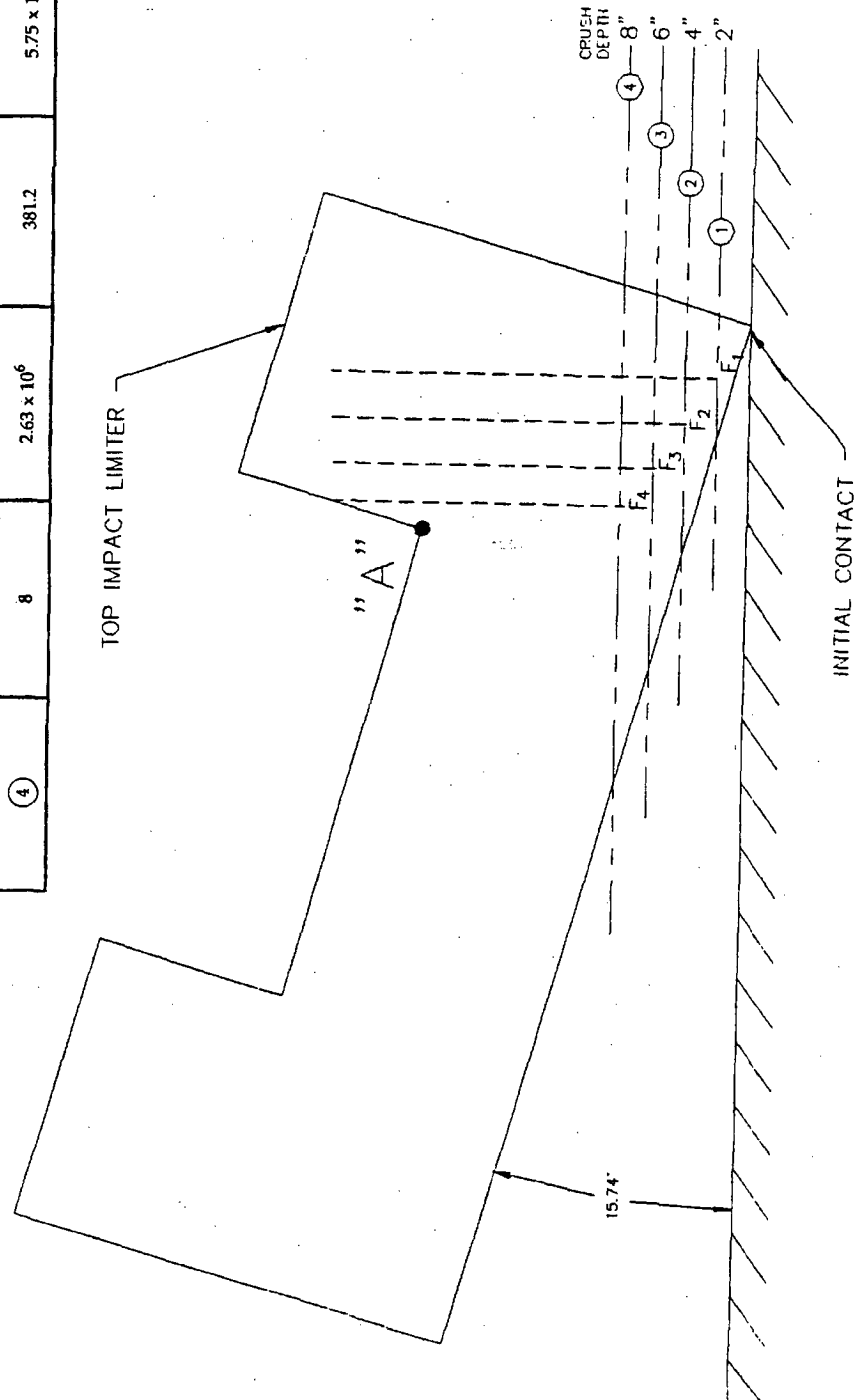 ④ 8 2.63 x 10⁶ 381.2 5.75 x 1
TOP IMPACT LIMITER
"A"
CRUSH
DEPTH
④ 8"
③ 6"
② 4"
① 2"
F₄
F₃
F₂
F₁
15.74°
INITIAL CONTACT